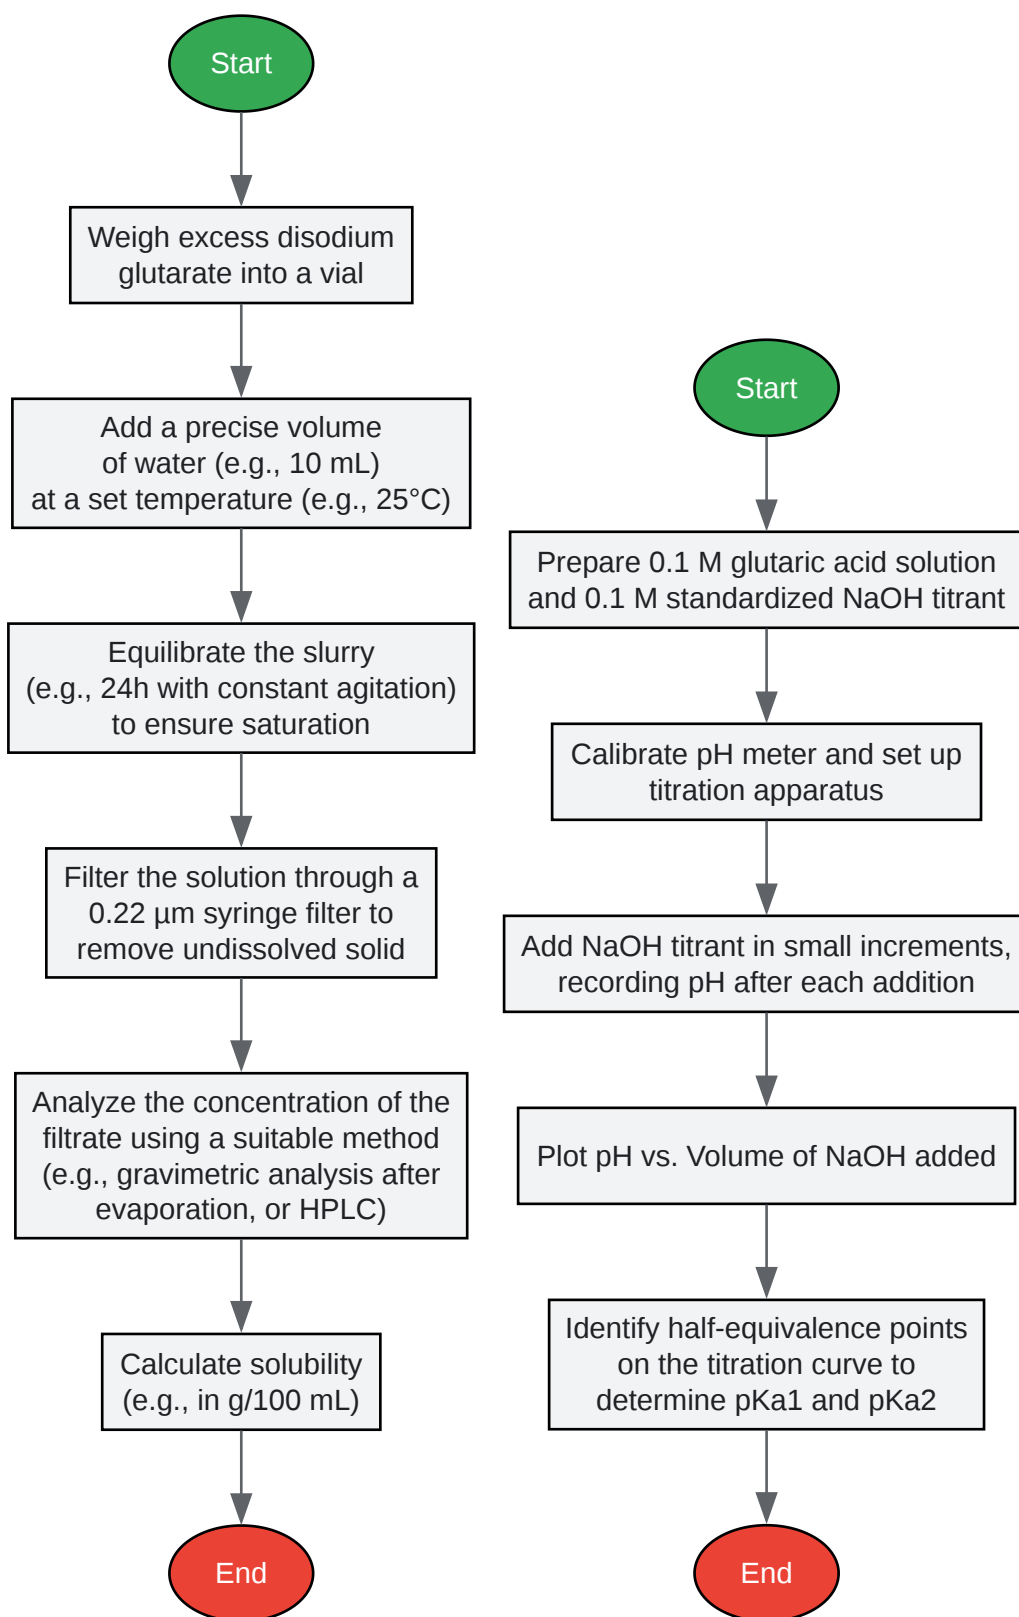 Start
Weigh excess disodium
glutarate into a vial
Add a precise volume
of water (e.g., 10 mL)
at a set temperature (e.g., 25°C)
Equilibrate the slurry
(e.g., 24h with constant agitation)
to ensure saturation
Filter the solution through a
0.22 µm syringe filter to
remove undissolved solid
Analyze the concentration of the
filtrate using a suitable method
(e.g., gravimetric analysis after
evaporation, or HPLC)
Calculate solubility
(e.g., in g/100 mL)
End
Start
Prepare 0.1 M glutaric acid solution
and 0.1 M standardized NaOH titrant
Calibrate pH meter and set up
titration apparatus
Add NaOH titrant in small increments,
recording pH after each addition
Plot pH vs. Volume of NaOH added
Identify half-equivalence points
on the titration curve to
determine pKa1 and pKa2
End